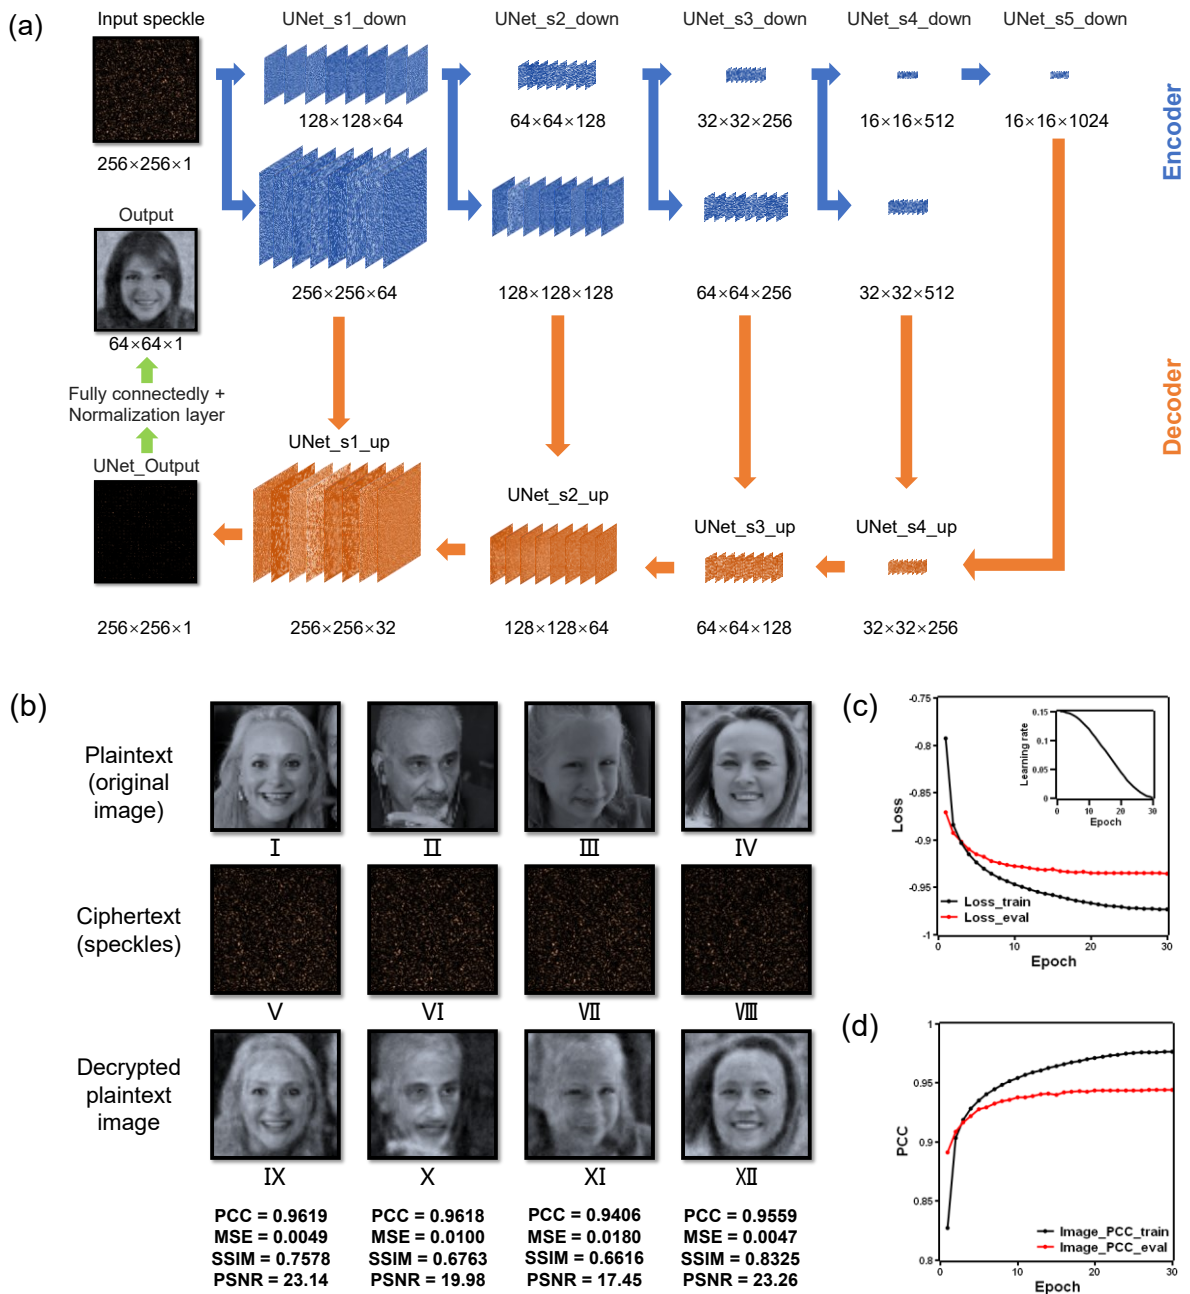 (a)
Input speckle
UNet_s1_down
UNet_s2_down
UNet_s3_down
UNet_s4_down
UNet_s5_down
128×128×64
64×64×128
32×32×256
16×16×512
16×16×1024
256×256×1
Encoder
Output
256×256×64
128×128×128
64×64×256
32×32×512
64×64×1
Fully connectedly +
Normalization layer
Decoder
UNet_Output
UNet_s1_up
UNet_s2_up
UNet_s3_up
UNet_s4_up
256×256×1
256×256×32
128×128×64
64×64×128
32×32×256
(b)
Plaintext
(original
image)
Ⅰ
Ⅱ
Ⅲ
Ⅳ
Ciphertext
(speckles)
Ⅴ
Ⅵ
Ⅶ
Ⅷ
Decrypted
plaintext
image
Ⅸ
Ⅹ
Ⅺ
Ⅻ
PCC = 0.9619
MSE = 0.0049
SSIM = 0.7578
PSNR = 23.14
PCC = 0.9618
MSE = 0.0100
SSIM = 0.6763
PSNR = 19.98
PCC = 0.9406
MSE = 0.0180
SSIM = 0.6616
PSNR = 17.45
PCC = 0.9559
MSE = 0.0047
SSIM = 0.8325
PSNR = 23.26
(c)
-0.75
-0.8
-0.85
-0.9
-0.95
-1
Loss
0
10
20
30
Epoch
Loss_train
Loss_eval
0.15
0.1
0.05
0
Learning rate
0
10
20
30
Epoch
(d)
1
0.95
0.9
0.85
0.8
PCC
0
10
20
30
Epoch
Image_PCC_train
Image_PCC_eval